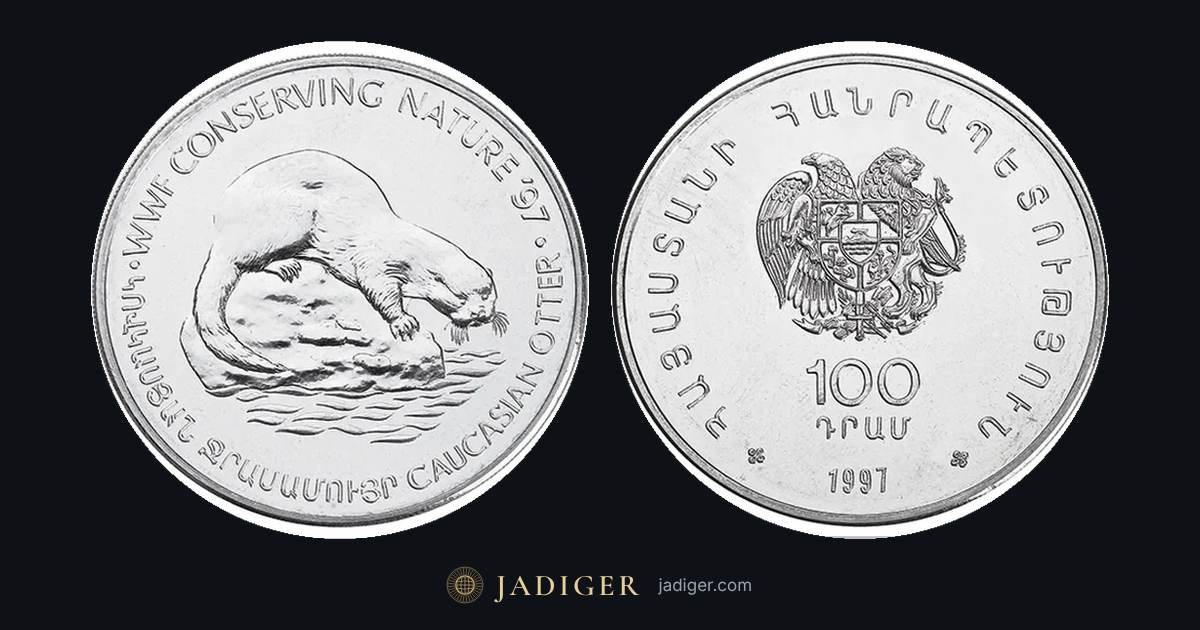 · WWF CONSERVING NATURE '97 ·
CAUCASIAN OTTER
ՋՐԱՍԱՄՈՒՅՐ
ՀԱՅԱՍՏԱՆԻ ՀԱՆՐԱՊԵՏՈՒԹՅՈՒՆ
100
ԴՐԱՄ
1997
JADIGER
jadiger.com